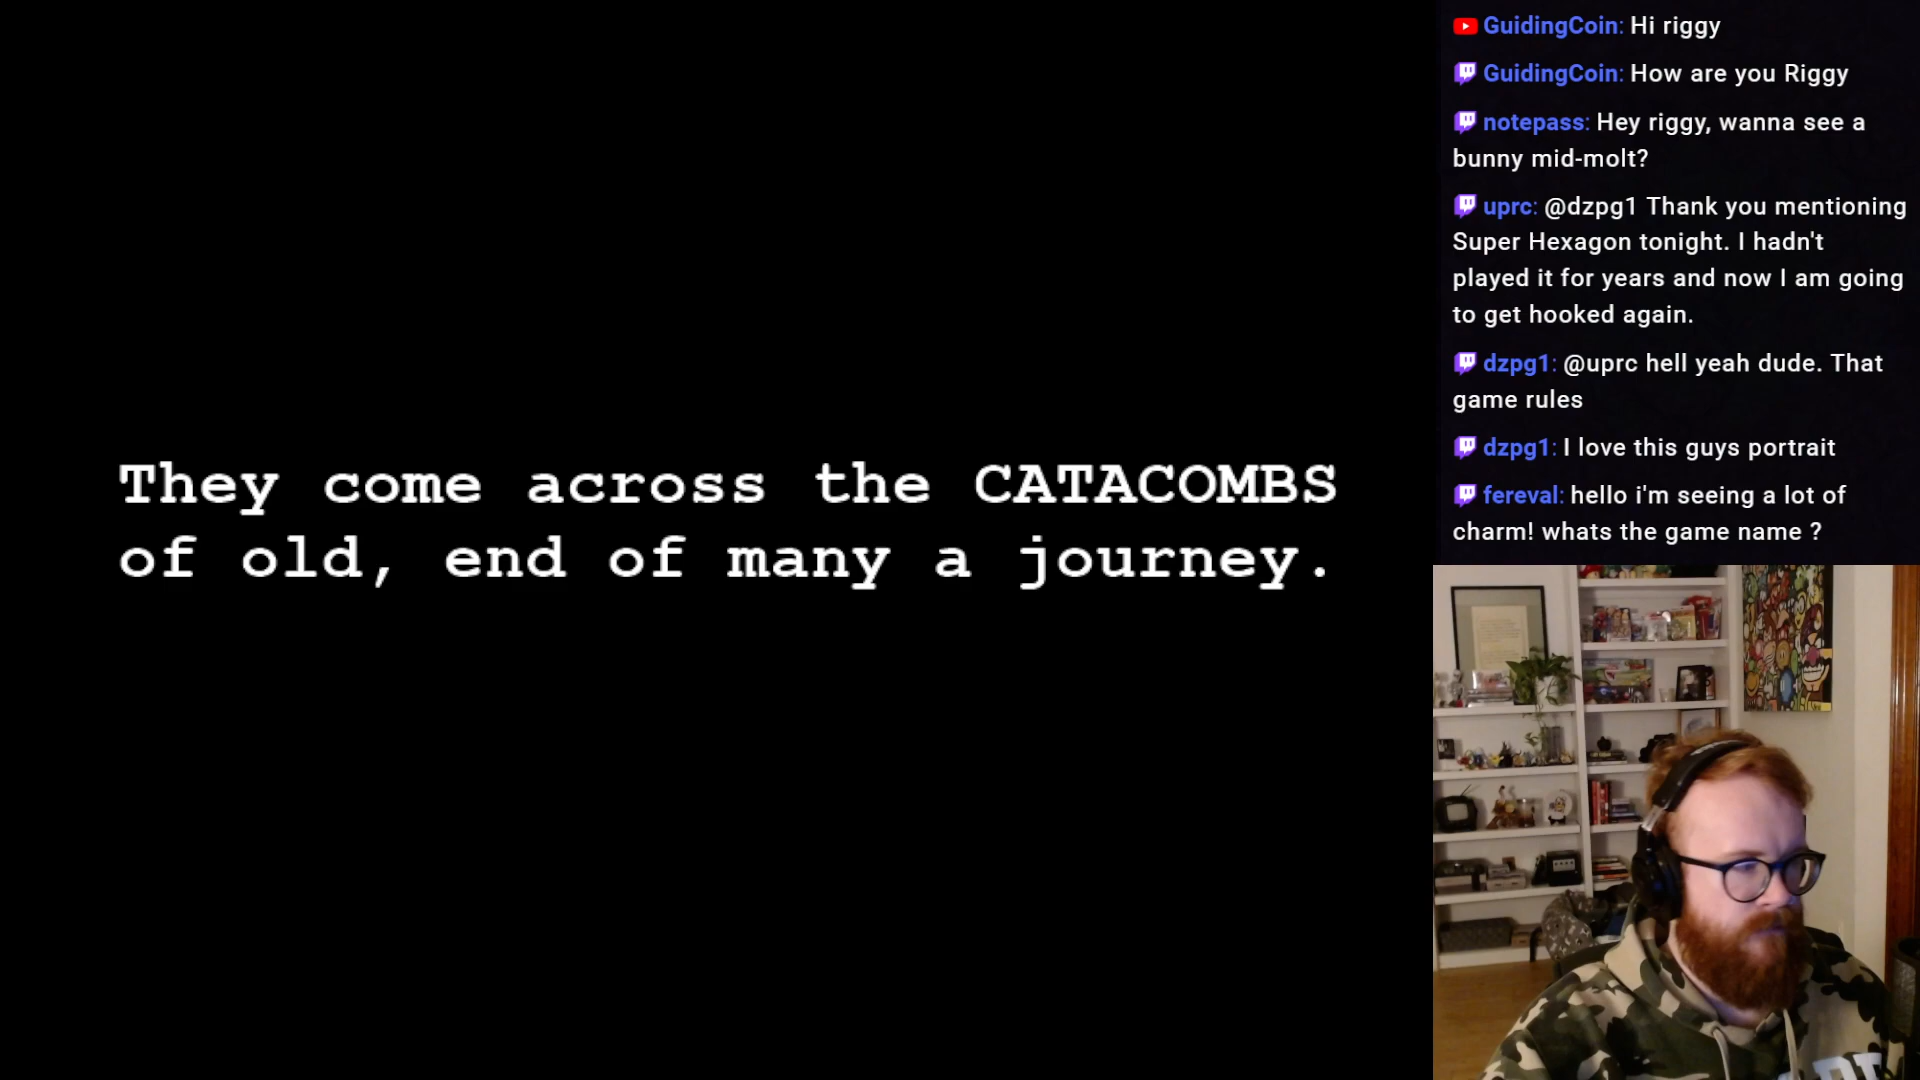 They come across the CATACOMBS
of old, end of many a journey.
GuidingCoin: Hi riggy
GuidingCoin: How are you Riggy
notepass: Hey riggy, wanna see a
bunny mid-molt?
uprc: @dzpg1 Thank you mentioning
Super Hexagon tonight. I hadn't
played it for years and now I am going
to get hooked again.
dzpg1: @uprc hell yeah dude. That
game rules
dzpg1: I love this guys portrait
fereval: hello i'm seeing a lot of
charm! whats the game name ?